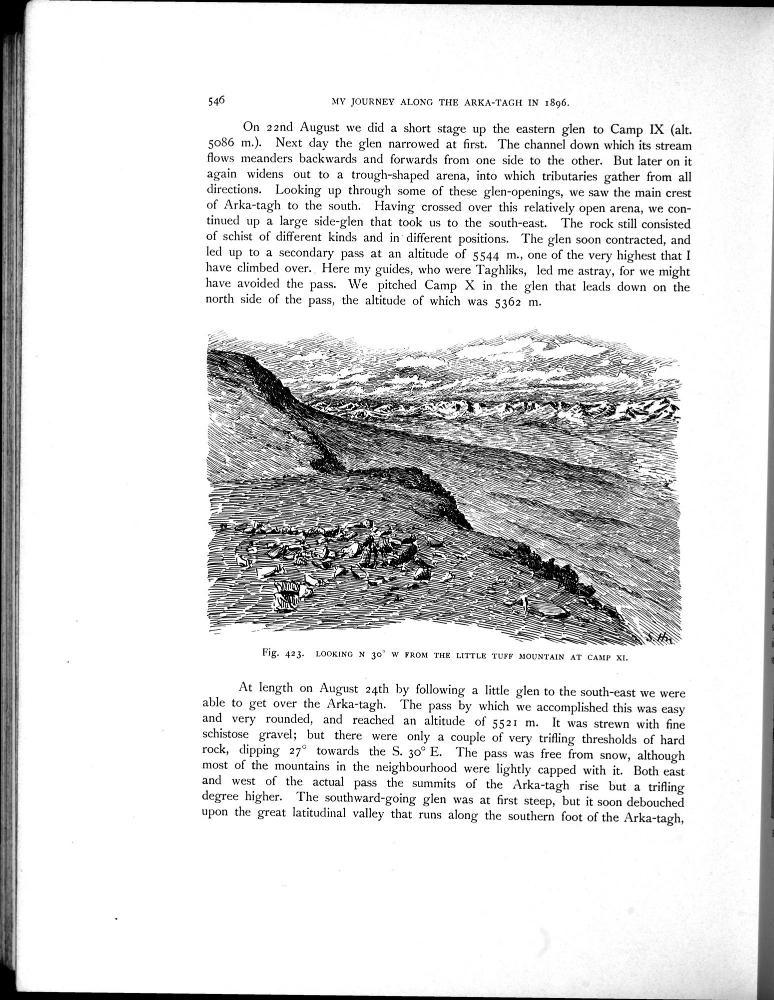 546
MY JOURNEY ALONG THE ARKA-TAGH IN 1896.
On 22nd August we did a short stage up the eastern glen to Camp IX (alt.
5086 m.). Next day the glen narrowed at first. The channel down which its stream
flows meanders backwards and forwards from one side to the other. But later on it
again widens out to a trough-shaped arena, into which tributaries gather from all
directions. Looking up through some of these glen-openings, we saw the main crest
of Arka-tagh to the south. Having crossed over this relatively open arena, we con-
tinued up a large side-glen that took us to the south-east. The rock still consisted
of schist of different kinds and in different positions. The glen soon contracted, and
led up to a secondary pass at an altitude of 5544 m., one of the very highest that I
have climbed over. Here my guides, who were Taghliks, led me astray, for we might
have avoided the pass. We pitched Camp X in the glen that leads down on the
north side of the pass, the altitude of which was 5362 m.
Fig. 423. LOOKING N 30° W FROM THE LITTLE TUFF MOUNTAIN AT CAMP XI.
At length on August 24th by following a little glen to the south-east we were
able to get over the Arka-tagh. The pass by which we accomplished this was easy
and very rounded, and reached an altitude of 5521 m. It was strewn with fine
schistose gravel; but there were only a couple of very trifling thresholds of hard
rock, dipping 27° towards the S. 30° E. The pass was free from snow, although
most of the mountains in the neighbourhood were lightly capped with it. Both east
and west of the actual pass the summits of the Arka-tagh rise but a trifling
degree higher. The southward-going glen was at first steep, but it soon debouched
upon the great latitudinal valley that runs along the southern foot of the Arka-tagh,